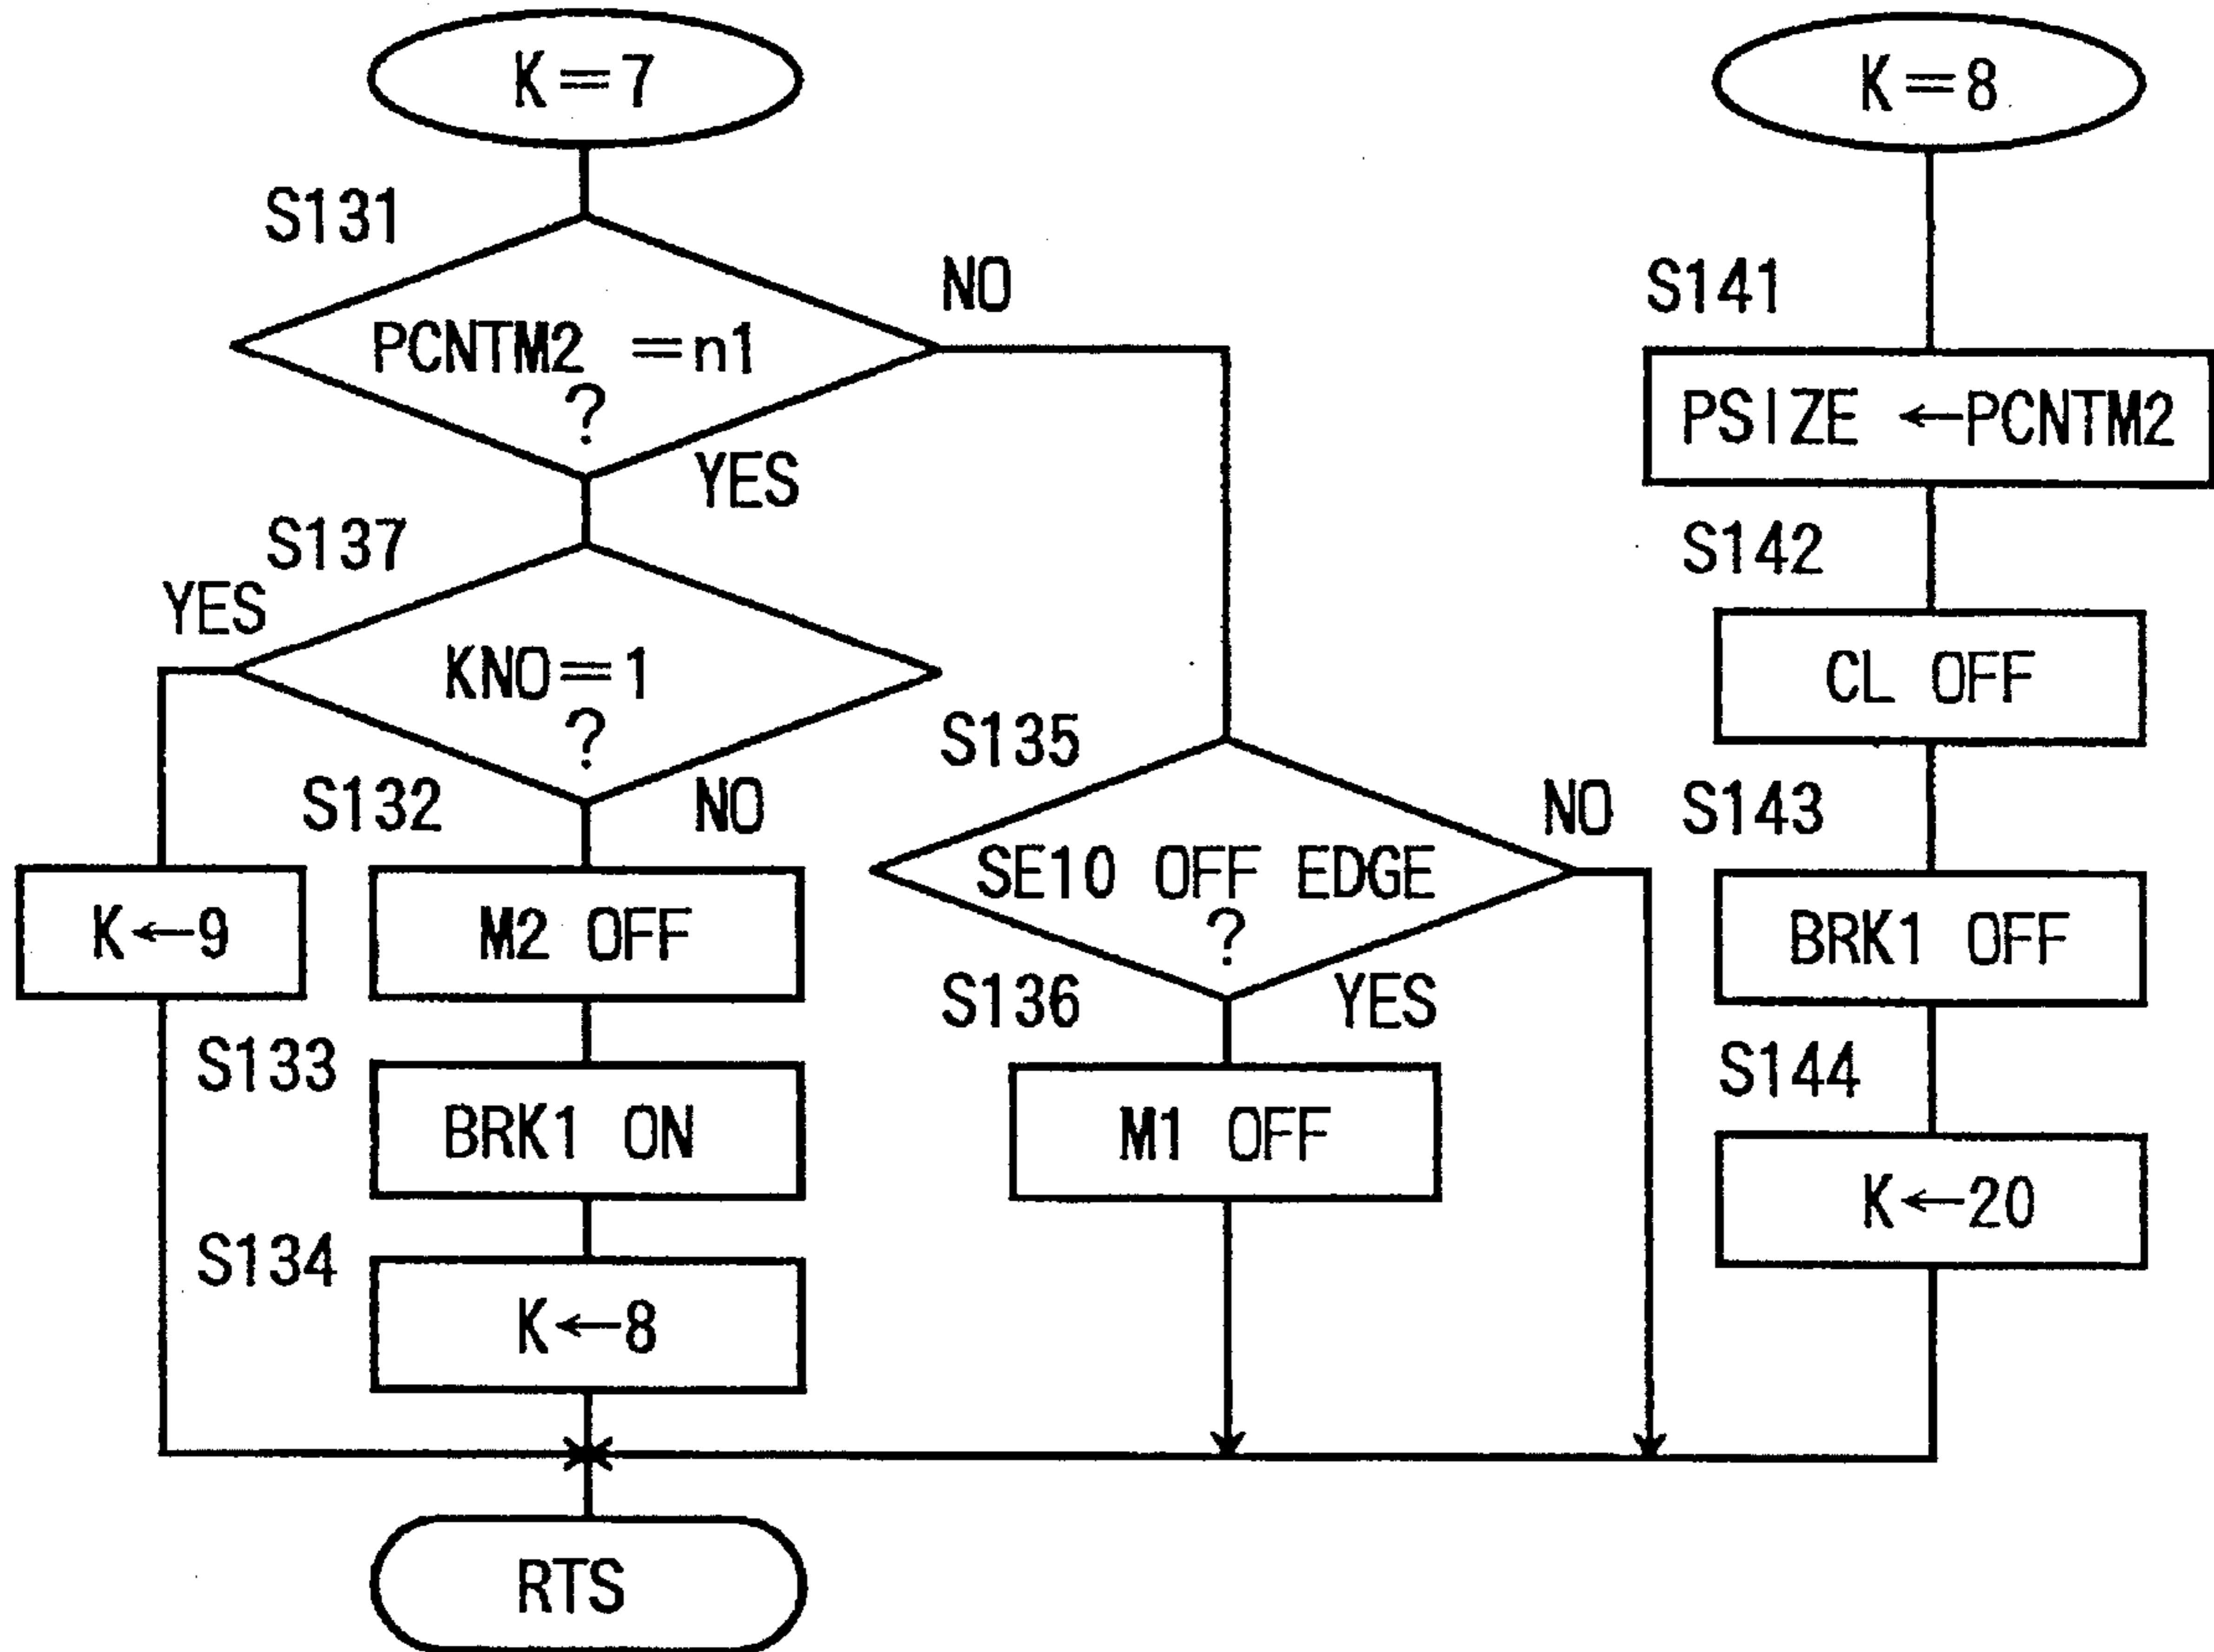 K=7
S131
PCNTM2 =n1
?
NO
YES
S137
KNO=1
?
YES
NO
K←9
S132
M2 OFF
S133
BRK1 ON
S134
K←8
S135
SE10 OFF EDGE
?
NO
YES
S136
M1 OFF
RTS
K=8
S141
PSIZE ←PCNTM2
S142
CL OFF
S143
BRK1 OFF
S144
K←20